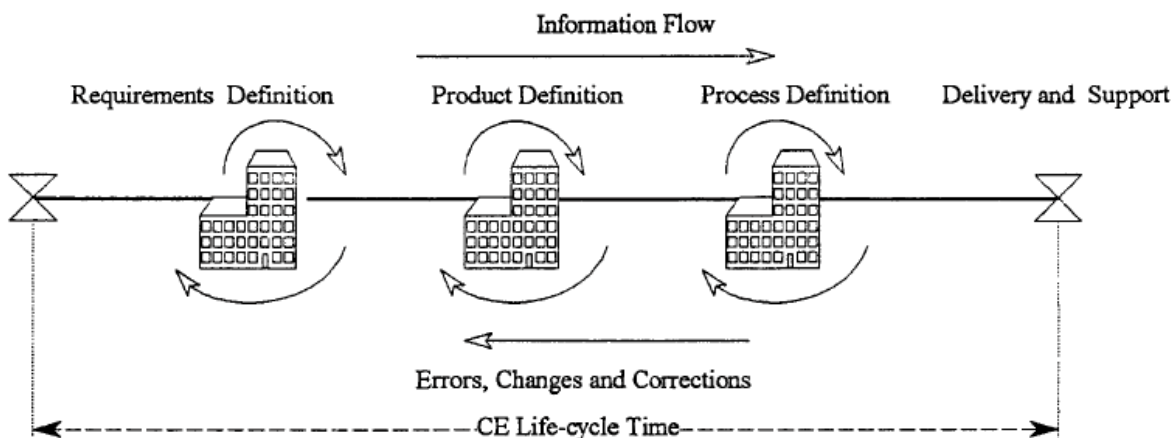 Information Flow
Requirements Definition
Product Definition
Process Definition
Delivery and Support
Errors, Changes and Corrections
CE Life-cycle Time